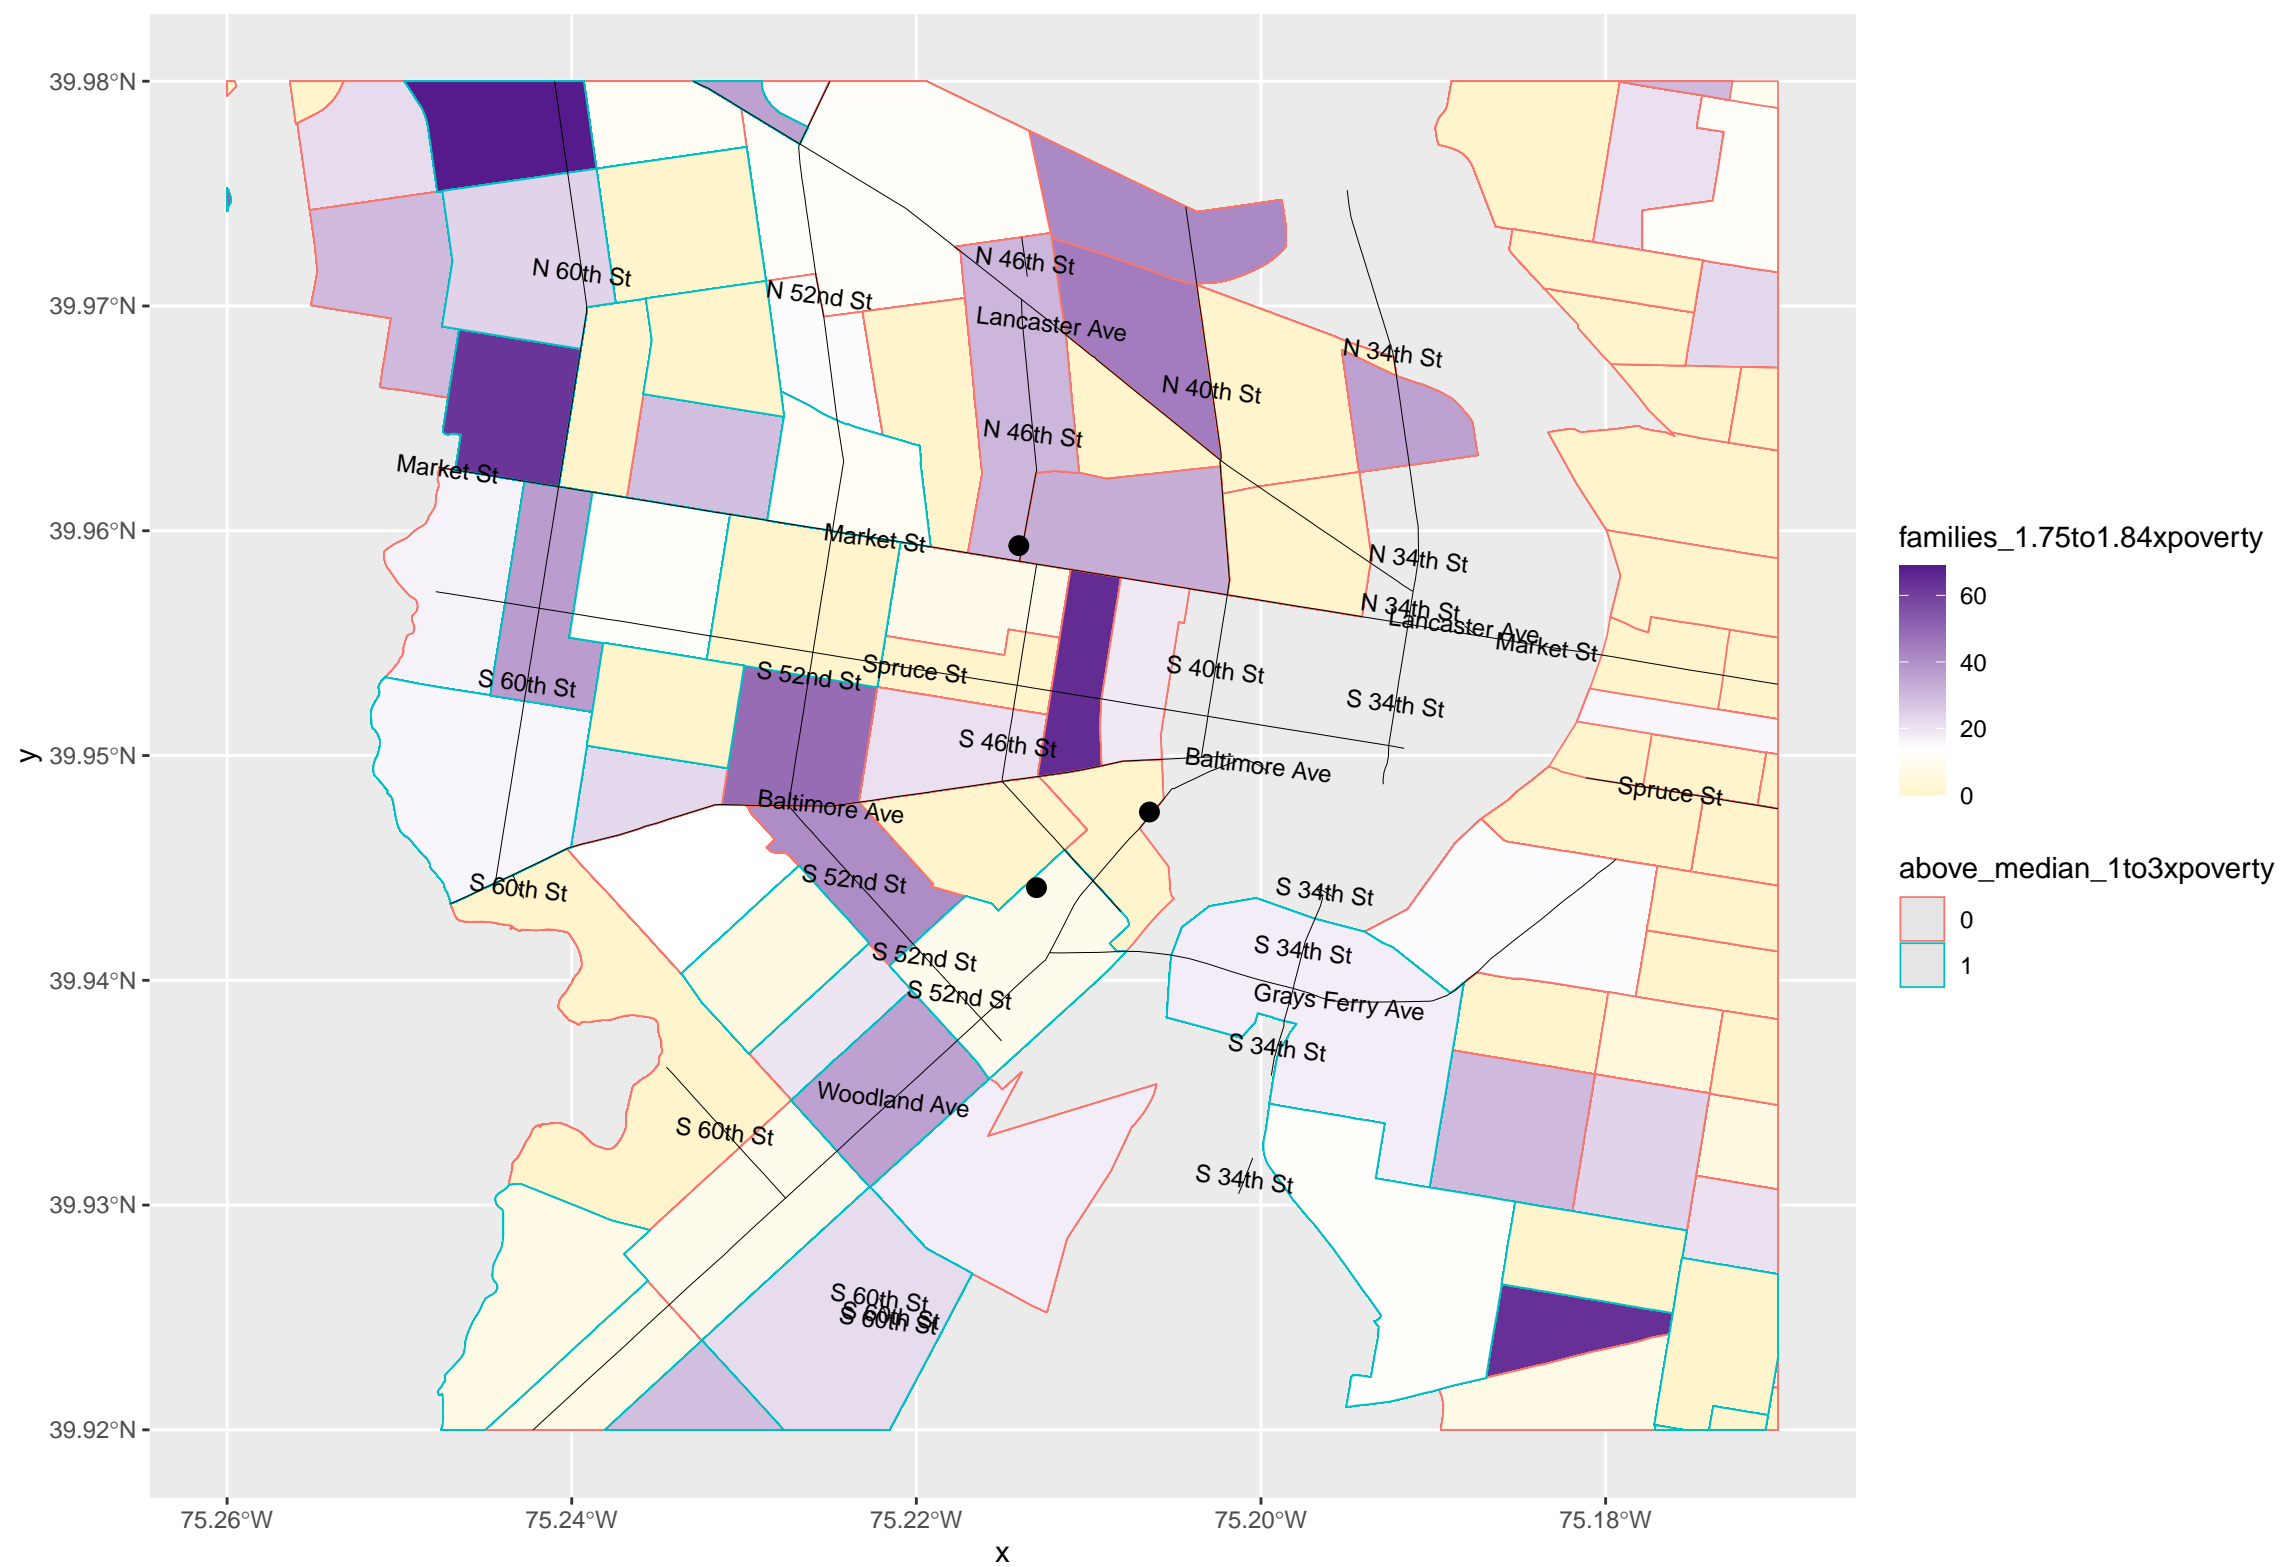 39.98°N
N 60th St
N 46th St
N 52nd St
39.97°N
Lancaster Ave
N 34th St
N 40th St
N 46th St
Market St
39.96°N
Market St
N 34th St
families_1.75to1.84xpoverty
60
40
20
0
N 34th St
Lancaster Ave
Market St
Spruce St
S 40th St
S 52nd St
S 60th St
S 34th St
S 46th St
y
39.95°N
Baltimore Ave
Spruce St
Baltimore Ave
above_median_1to3xpoverty
0
1
S 52nd St
S 60th St
S 34th St
S 34th St
S 52nd St
39.94°N
S 52nd St
Grays Ferry Ave
S 34th St
Woodland Ave
S 60th St
S 34th St
39.93°N
S 60th St
S 60th St
S 60th St
39.92°N
75.26°W
75.24°W
75.22°W
75.20°W
75.18°W
x